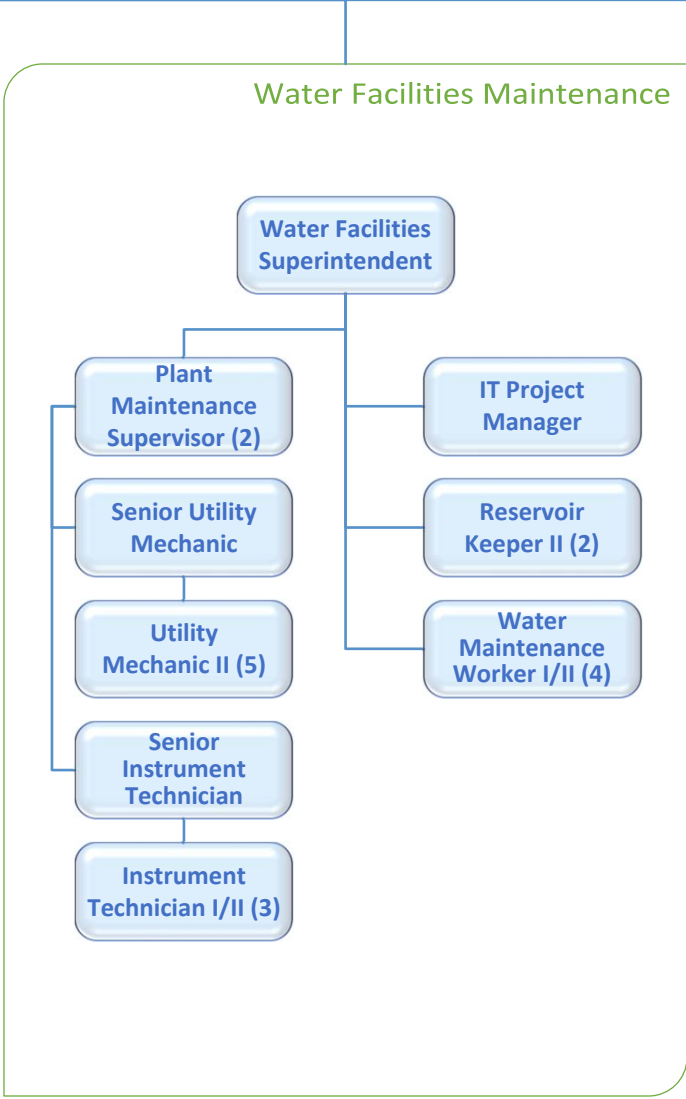 Water Facilities Maintenance
Water Facilities
Superintendent
Plant
Maintenance
Supervisor (2)
Senior Utility
Mechanic
Utility
Mechanic II (5)
Senior
Instrument
Technician
Instrument
Technician I/II (3)
IT Project
Manager
Reservoir
Keeper II (2)
Water
Maintenance
Worker I/II (4)